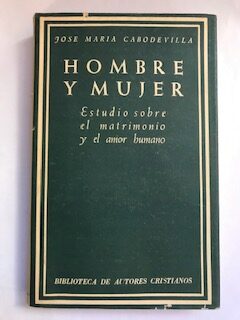 JOSE MARIA CABODEVILLA
HOMBRE
Y MUJER
Estudio sobre
el matrimonio
y el amor humano
BIBLIOTECA DE AUTORES CRISTIANOS